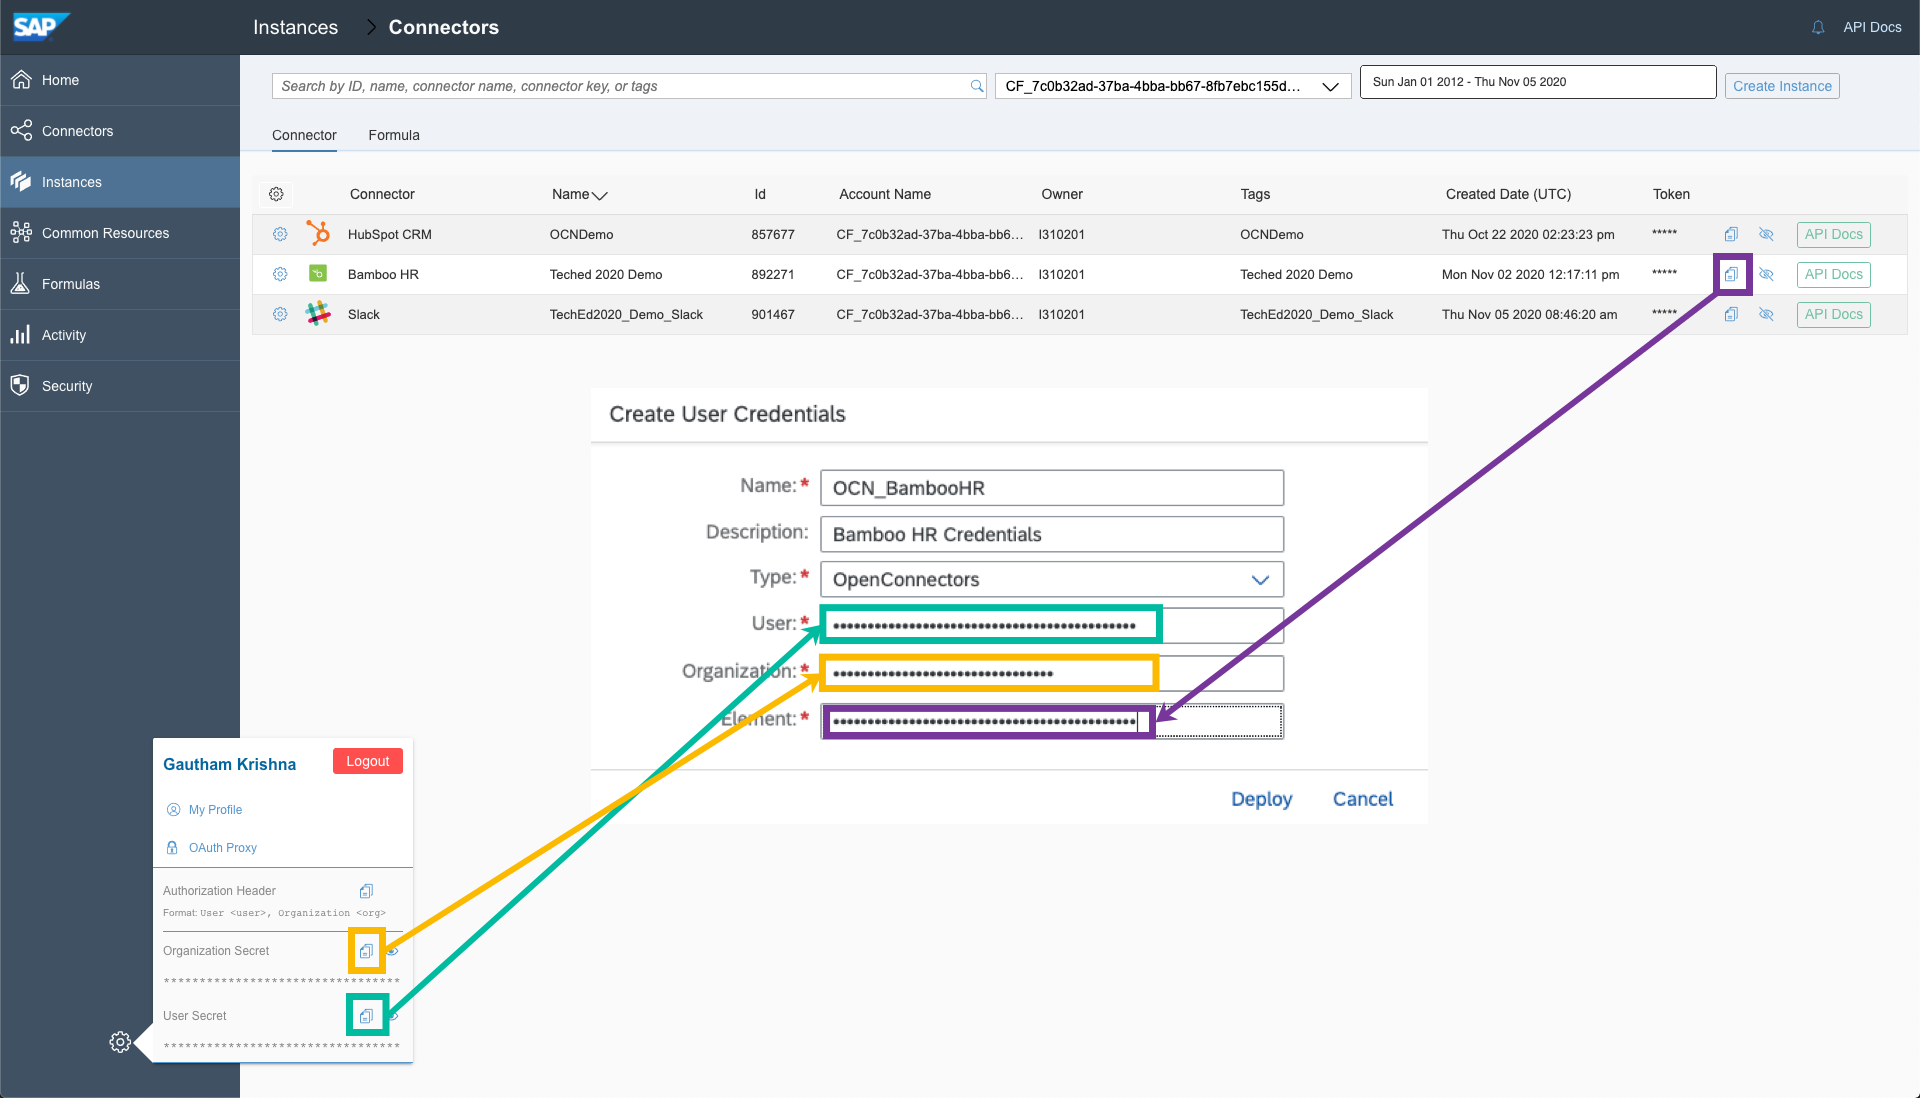 SAP
Instances > Connectors
API Docs
Home
Connectors
Instances
Common Resources
Formulas
Activity
Security
Search by ID, name, connector name, connector key, or tags
CF_7c0b32ad-37ba-4bba-bb67-8fb7ebc155d...
Sun Jan 01 2012 - Thu Nov 05 2020
Create Instance
Connector Formula
Connector Name Id Account Name Owner Tags Created Date (UTC) Token
HubSpot CRM OCNDemo 857677 CF_7c0b32ad-37ba-4bba-bb6... I310201 OCNDemo Thu Oct 22 2020 02:23:23 pm ***** API Docs
Bamboo HR Teched 2020 Demo 892271 CF_7c0b32ad-37ba-4bba-bb6... I310201 Teched 2020 Demo Mon Nov 02 2020 12:17:11 pm ***** API Docs
Slack TechEd2020_Demo_Slack 901467 CF_7c0b32ad-37ba-4bba-bb6... I310201 TechEd2020_Demo_Slack Thu Nov 05 2020 08:46:20 am ***** API Docs
Create User Credentials
Name:* OCN_BambooHR
Description: Bamboo HR Credentials
Type:* OpenConnectors
User:*
Organization:*
Element:*
Deploy Cancel
Gautham Krishna Logout
My Profile
OAuth Proxy
Authorization Header
Format: User <user>, Organization <org>
Organization Secret
*********************************
User Secret
*********************************